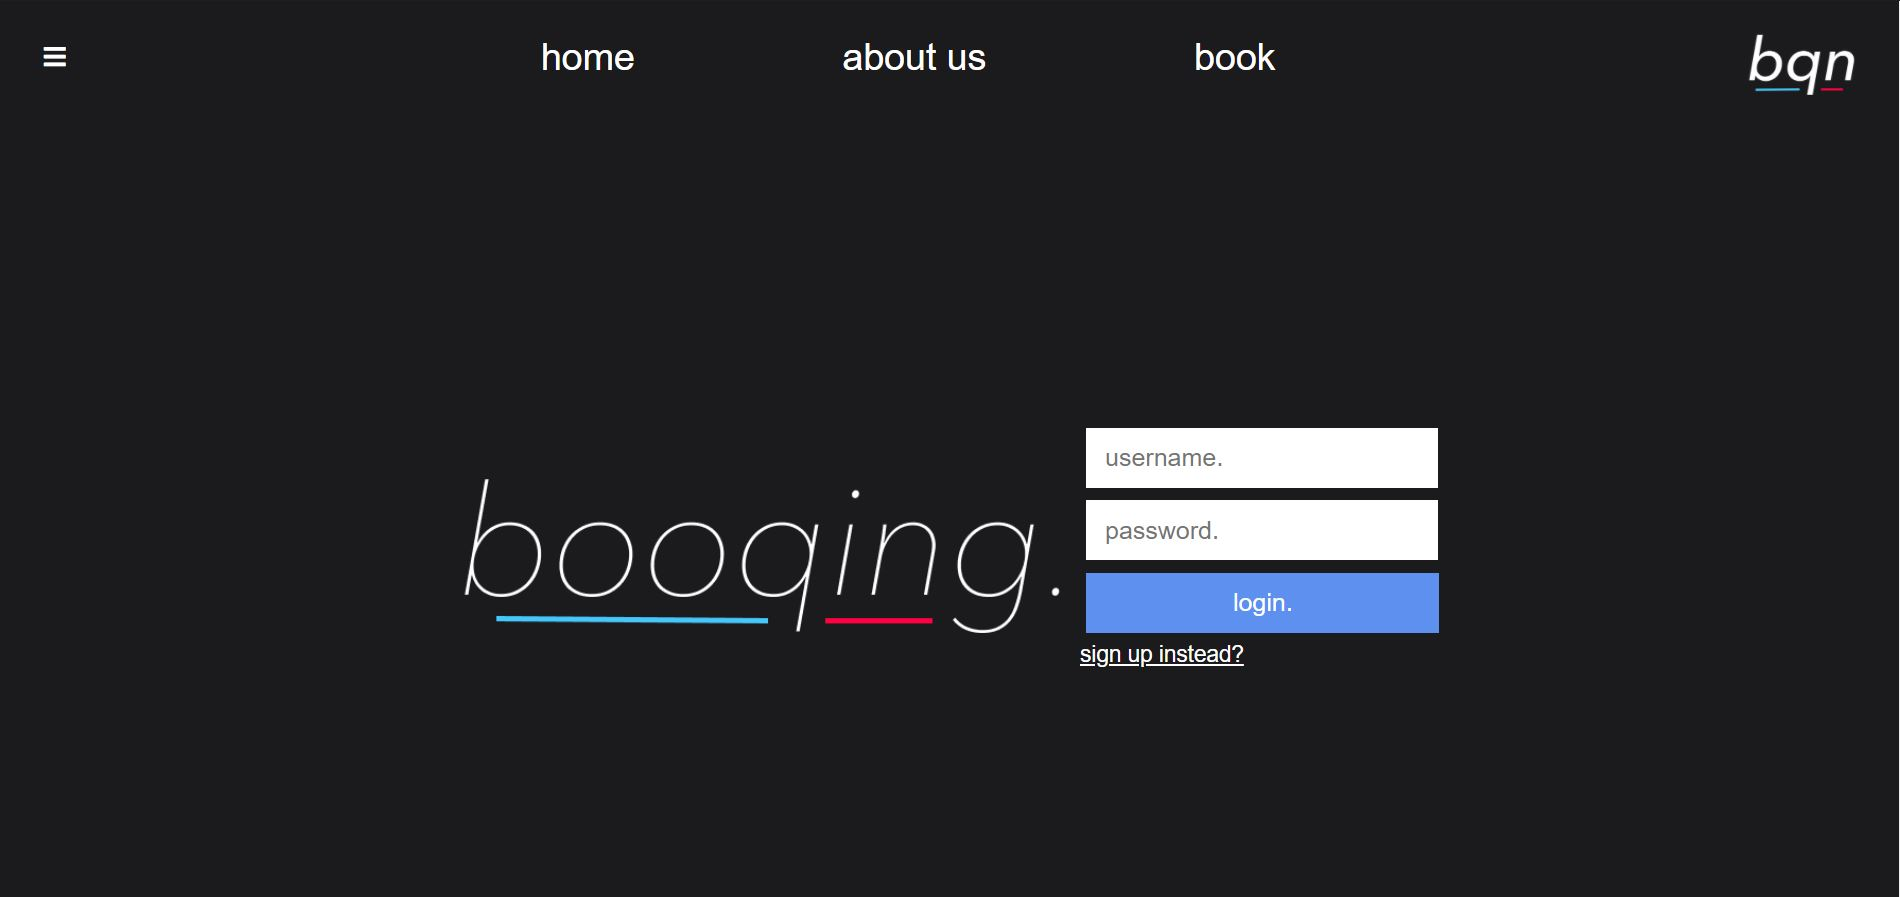 home about us book bqn
username.
password.
booqing.
login.
sign up instead?